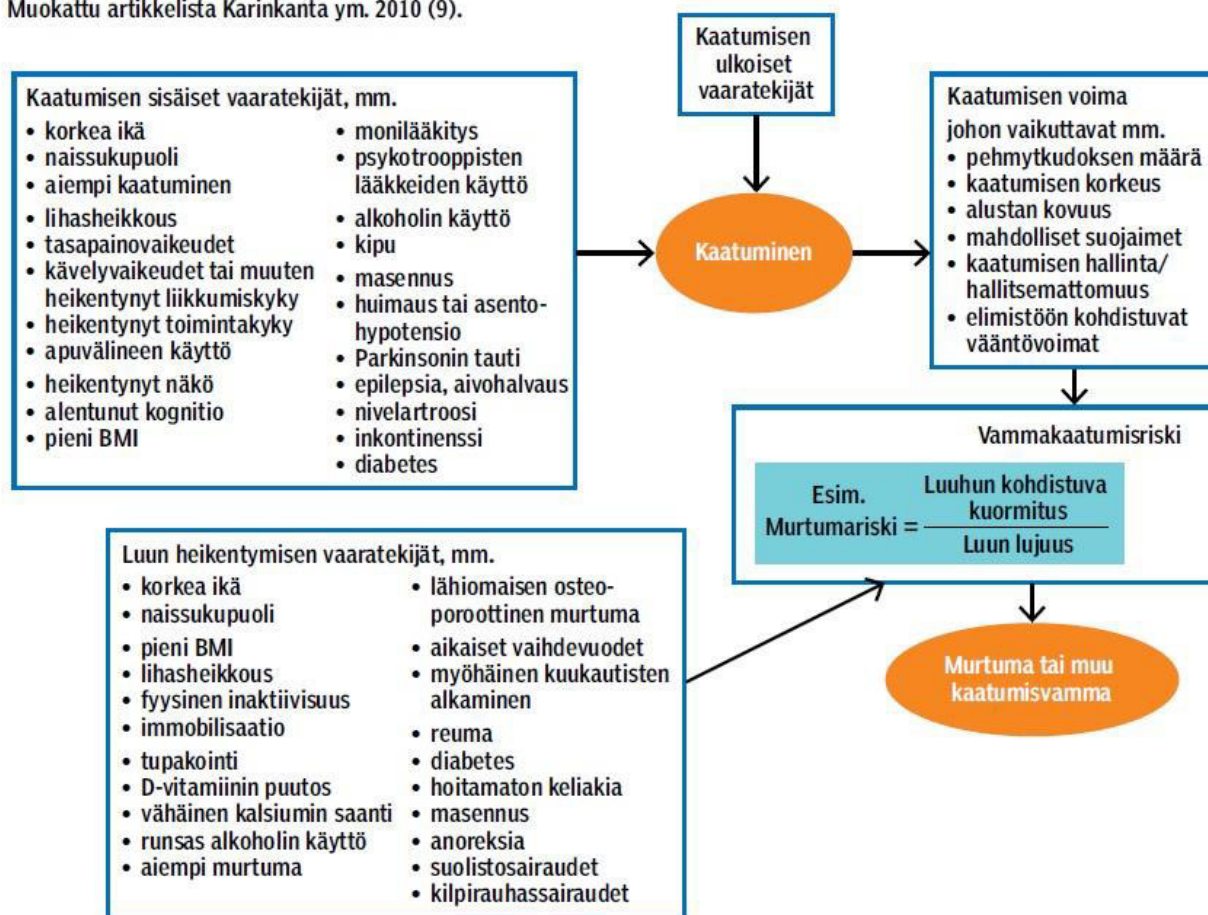 Muokattu artikkelista Karinkanta ym. 2010 (9).
Kaatumisen sisäiset vaaratekijät, mm.
• korkea ikä
• naissukupuoli
• aiempi kaatuminen
• lihasheikkous
• tasapainovaikeudet
• kävelyvaikeudet tai muuten
heikentynyt liikkumiskyky
• heikentynyt toimintakyky
• apuvälineen käyttö
• heikentynyt näkö
• alentunut kognitio
• pieni BMI
• monilääkitys
• psykotrooppisten
lääkkeiden käyttö
• alkoholin käyttö
• kipu
• masennus
• huimaus tai asento-
hypotensio
• Parkinsonin tauti
• epilepsia, aivohalvaus
• nivelartroosi
• inkontinenssi
• diabetes
Kaatumisen
ulkoiset
vaaratekijät
Kaatuminen
Kaatumisen voima
johon vaikuttavat mm.
• pehmytkudoksen määrä
• kaatumisen korkeus
• alustan kovuus
• mahdolliset suojaimet
• kaatumisen hallinta/
hallitsemattomuus
• elimistöön kohdistuvat
vääntövoimat
Vammakaatumisriski
Esim.
Murtumariski =
Luuhun kohdistuva
kuormitus
Luun lujuus
Luun heikentymisen vaaratekijät, mm.
• korkea ikä
• naissukupuoli
• pieni BMI
• lihasheikkous
• fyysinen inaktiivisuus
• immobilisaatio
• tupakointi
• D-vitamiinin puutos
• vähäinen kalsiumin saanti
• runsas alkoholin käyttö
• aiempi murtuma
• lähiomaisen osteo-
poroottinen murtuma
• aikaiset vaihdevuodet
• myöhäinen kuukautisten
alkaminen
• reuma
• diabetes
• hoitamaton keliakia
• masennus
• anoreksia
• suolistosairaudet
• kilpirauhassairaudet
Murtuma tai muu
kaatumisvamma